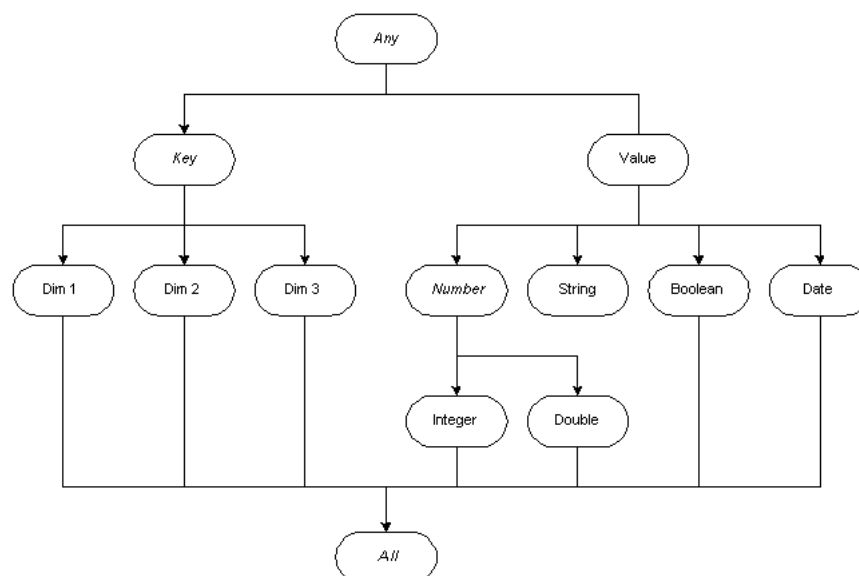 Any
Key
Value
Dim 1
Dim 2
Dim 3
Number
String
Boolean
Date
Integer
Double
All